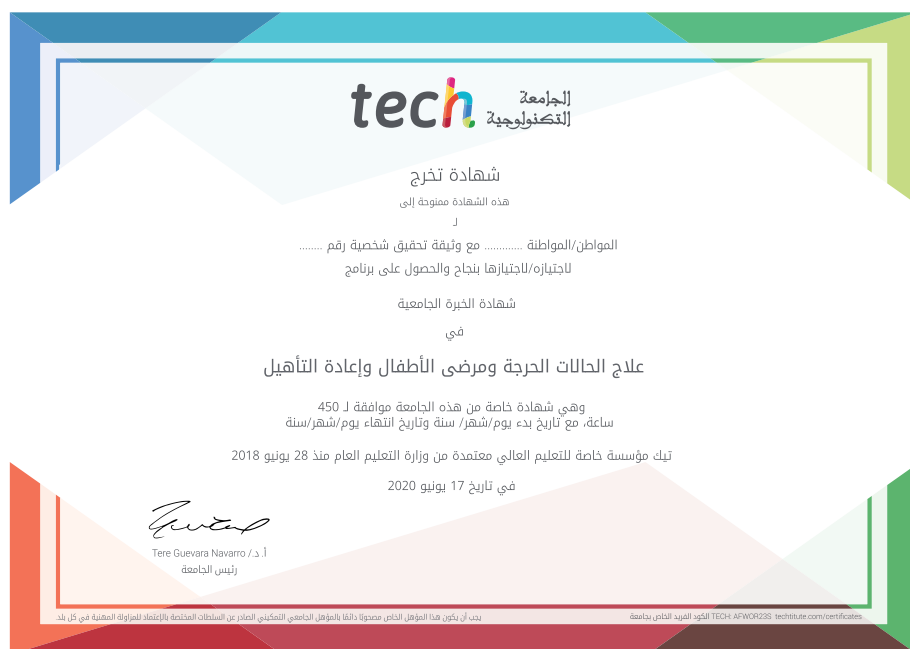 tech
الجامعة
التكنولوجية
شهادة تخرج
هذه الشهادة ممنوحة إلى
لـ
المواطن/المواطنة ............. مع وثيقة تحقيق شخصية رقم ........
لاجتيازه/لاجتيازها بنجاح والحصول على برنامج
شهادة الخبرة الجامعية
في
علاج الحالات الحرجة ومرضى الأطفال وإعادة التأهيل
وهي شهادة خاصة من هذه الجامعة موافقة لـ 450
ساعة، مع تاريخ بدء يوم/شهر/ سنة وتاريخ انتهاء يوم/شهر/سنة
تيك مؤسسة خاصة للتعليم العالي معتمدة من وزارة التعليم العام منذ 28 يونيو 2018
في تاريخ 17 يونيو 2020
أ. د./ Tere Guevara Navarro
رئيس الجامعة
يجب أن يكون هذا المؤهل الخاص مصحوبًا دائمًا بالمؤهل الجامعي التمكيني الصادر عن السلطات المختصة بالإعتماد للمزاولة المهنية في كل بلد.
الكود الفريد الخاص بجامعة TECH: AFWOR23S techtitute.com/certificates